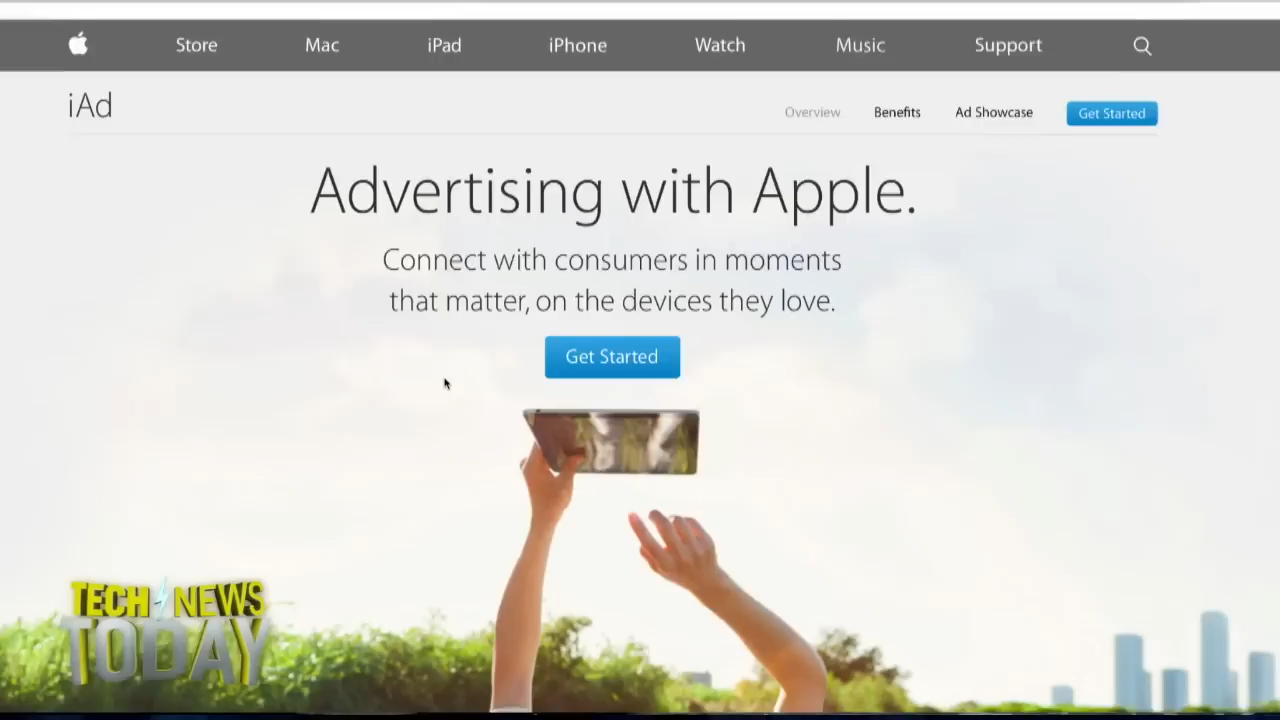 Store Mac iPad iPhone Watch Music Support
iAd
Overview Benefits Ad Showcase Get Started
Advertising with Apple.
Connect with consumers in moments
that matter, on the devices they love.
Get Started
TECH NEWS
TODAY